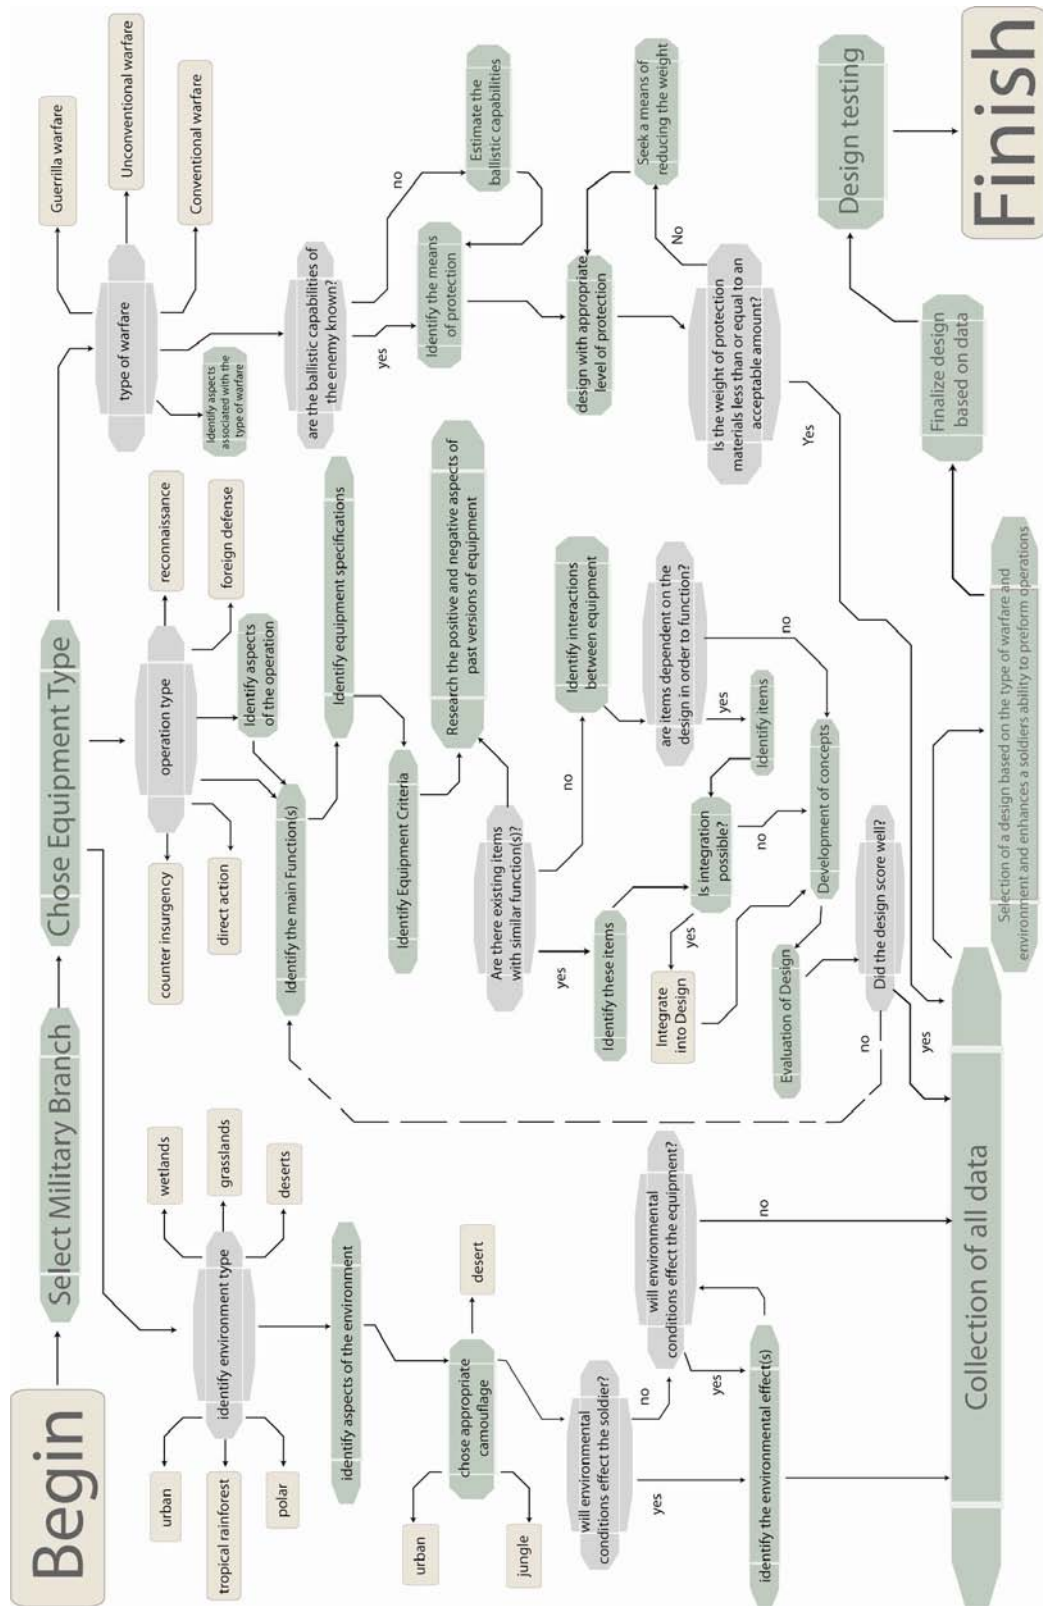 Begin
Select Military Branch
Chose Equipment Type
urban
tropical rainforest
polar
identify environment type
wetlands
grasslands
deserts
identify aspects of the environment
urban
jungle
chose appropriate
camouflage
desert
will environmental
conditions effect the soldier?
no
yes
will environmental
conditions effect the equipment?
yes
no
identify the environmental effect(s)
counter insurgency
direct action
operation type
reconnaissance
foreign defense
Identify aspects
of the operation
Identify the main Function(s)
Identify equipment specifications
Identify Equipment Criteria
Research the positive and negative aspects of
past versions of equipment
Are there existing items
with similar function(s)?
yes
no
Identify these items
Identify interactions
between equipment
are items dependent on the
design in order to function?
yes
no
Identify items
Is integration
possible?
yes
no
Integrate
into Design
Development of concepts
Evaluation of Design
Did the design score well?
no
yes
type of warfare
Guerrilla warfare
Unconventional warfare
Conventional warfare
Identify aspects
associated with the
type of warfare
are the ballistic capabilities of
the enemy known?
yes
no
Estimate the
ballistic capabilities
Identify the means
of protection
design with appropriate
level of protection
Seek a means of
reducing the weight
No
Is the weight of protection
materials less than or equal to an
acceptable amount?
Yes
Collection of all data
Selection of a design based on the type of warfare and
environment and enhances a soldiers ability to preform operations
Finalize design
based on data
Design testing
Finish